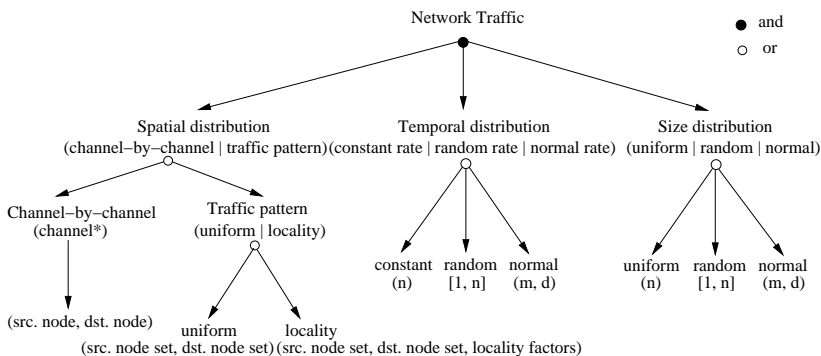 Network Traffic
and
or
Spatial distribution
(channel−by−channel | traffic pattern)
Temporal distribution
(constant rate | random rate | normal rate)
Size distribution
(uniform | random | normal)
Channel−by−channel
(channel*)
Traffic pattern
(uniform | locality)
constant
(n)
random
[1, n]
normal
(m, d)
uniform
(n)
random
[1, n]
normal
(m, d)
(src. node, dst. node)
uniform
(src. node set, dst. node set)
locality
(src. node set, dst. node set, locality factors)